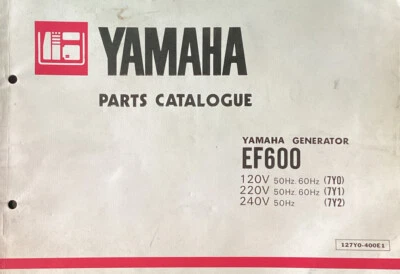 YAMAHA
PARTS CATALOGUE
YAMAHA GENERATOR
EF600
120V 50Hz. 60Hz (7Y0)
220V 50Hz. 60Hz (7Y1)
240V 50Hz (7Y2)
127Y0-400E1